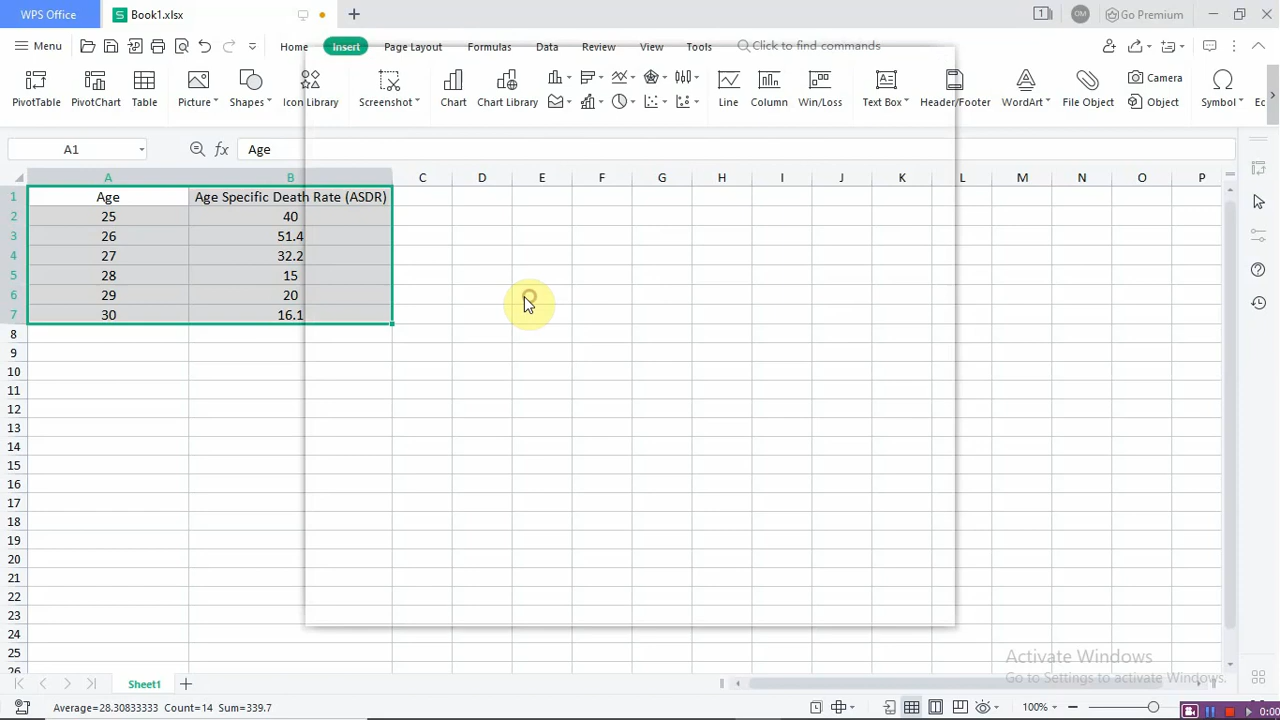 WPS Office
Book1.xlsx
OM
Go Premium
Menu
Home
Insert
Page Layout
Formulas
Data
Review
View
Tools
Click to find commands
PivotTable
PivotChart
Table
Picture
Shapes
Icon Library
Screenshot
Chart
Chart Library
Line
Column
Win/Loss
Text Box
Header/Footer
WordArt
File Object
Camera
Object
Symbol
A1
fx
Age
A B C D E F G H I J K L M N O P
1 Age Age Specific Death Rate (ASDR)
2 25 40
3 26 51.4
4 27 32.2
5 28 15
6 29 20
7 30 16.1
8
9
10
11
12
13
14
15
16
17
18
19
20
21
22
23
24
25
26
Activate Windows
Go to Settings to activate Windows.
Sheet1
Average=28.30833333 Count=14 Sum=339.7
100%
0:00